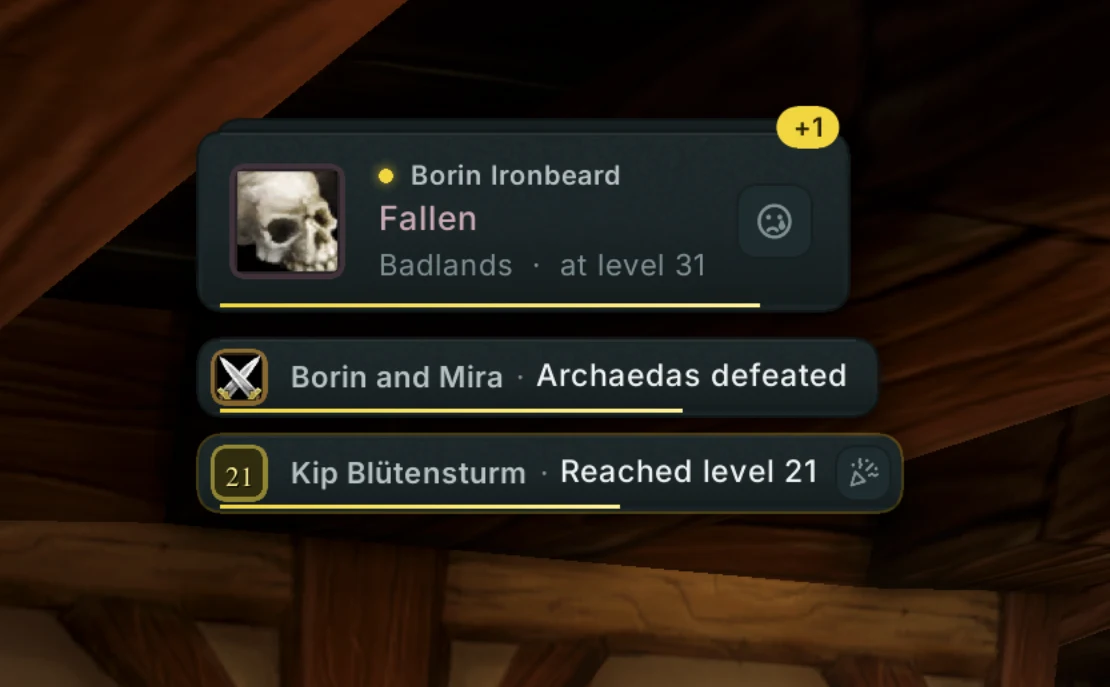 +1
Borin Ironbeard
Fallen
Badlands · at level 31
Borin and Mira · Archaedas defeated
21 Kip Blütensturm · Reached level 21